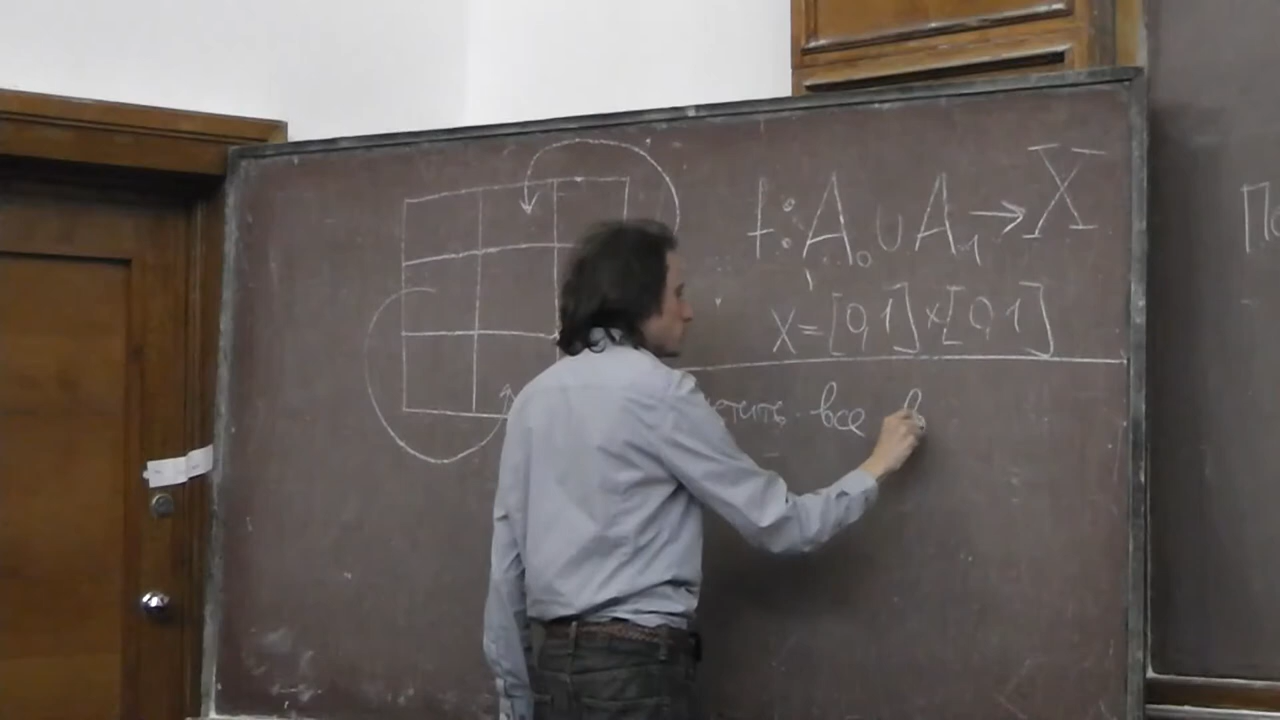 f: A₀ ∪ A₁ → X
X = [0,1] × [0,1]
все